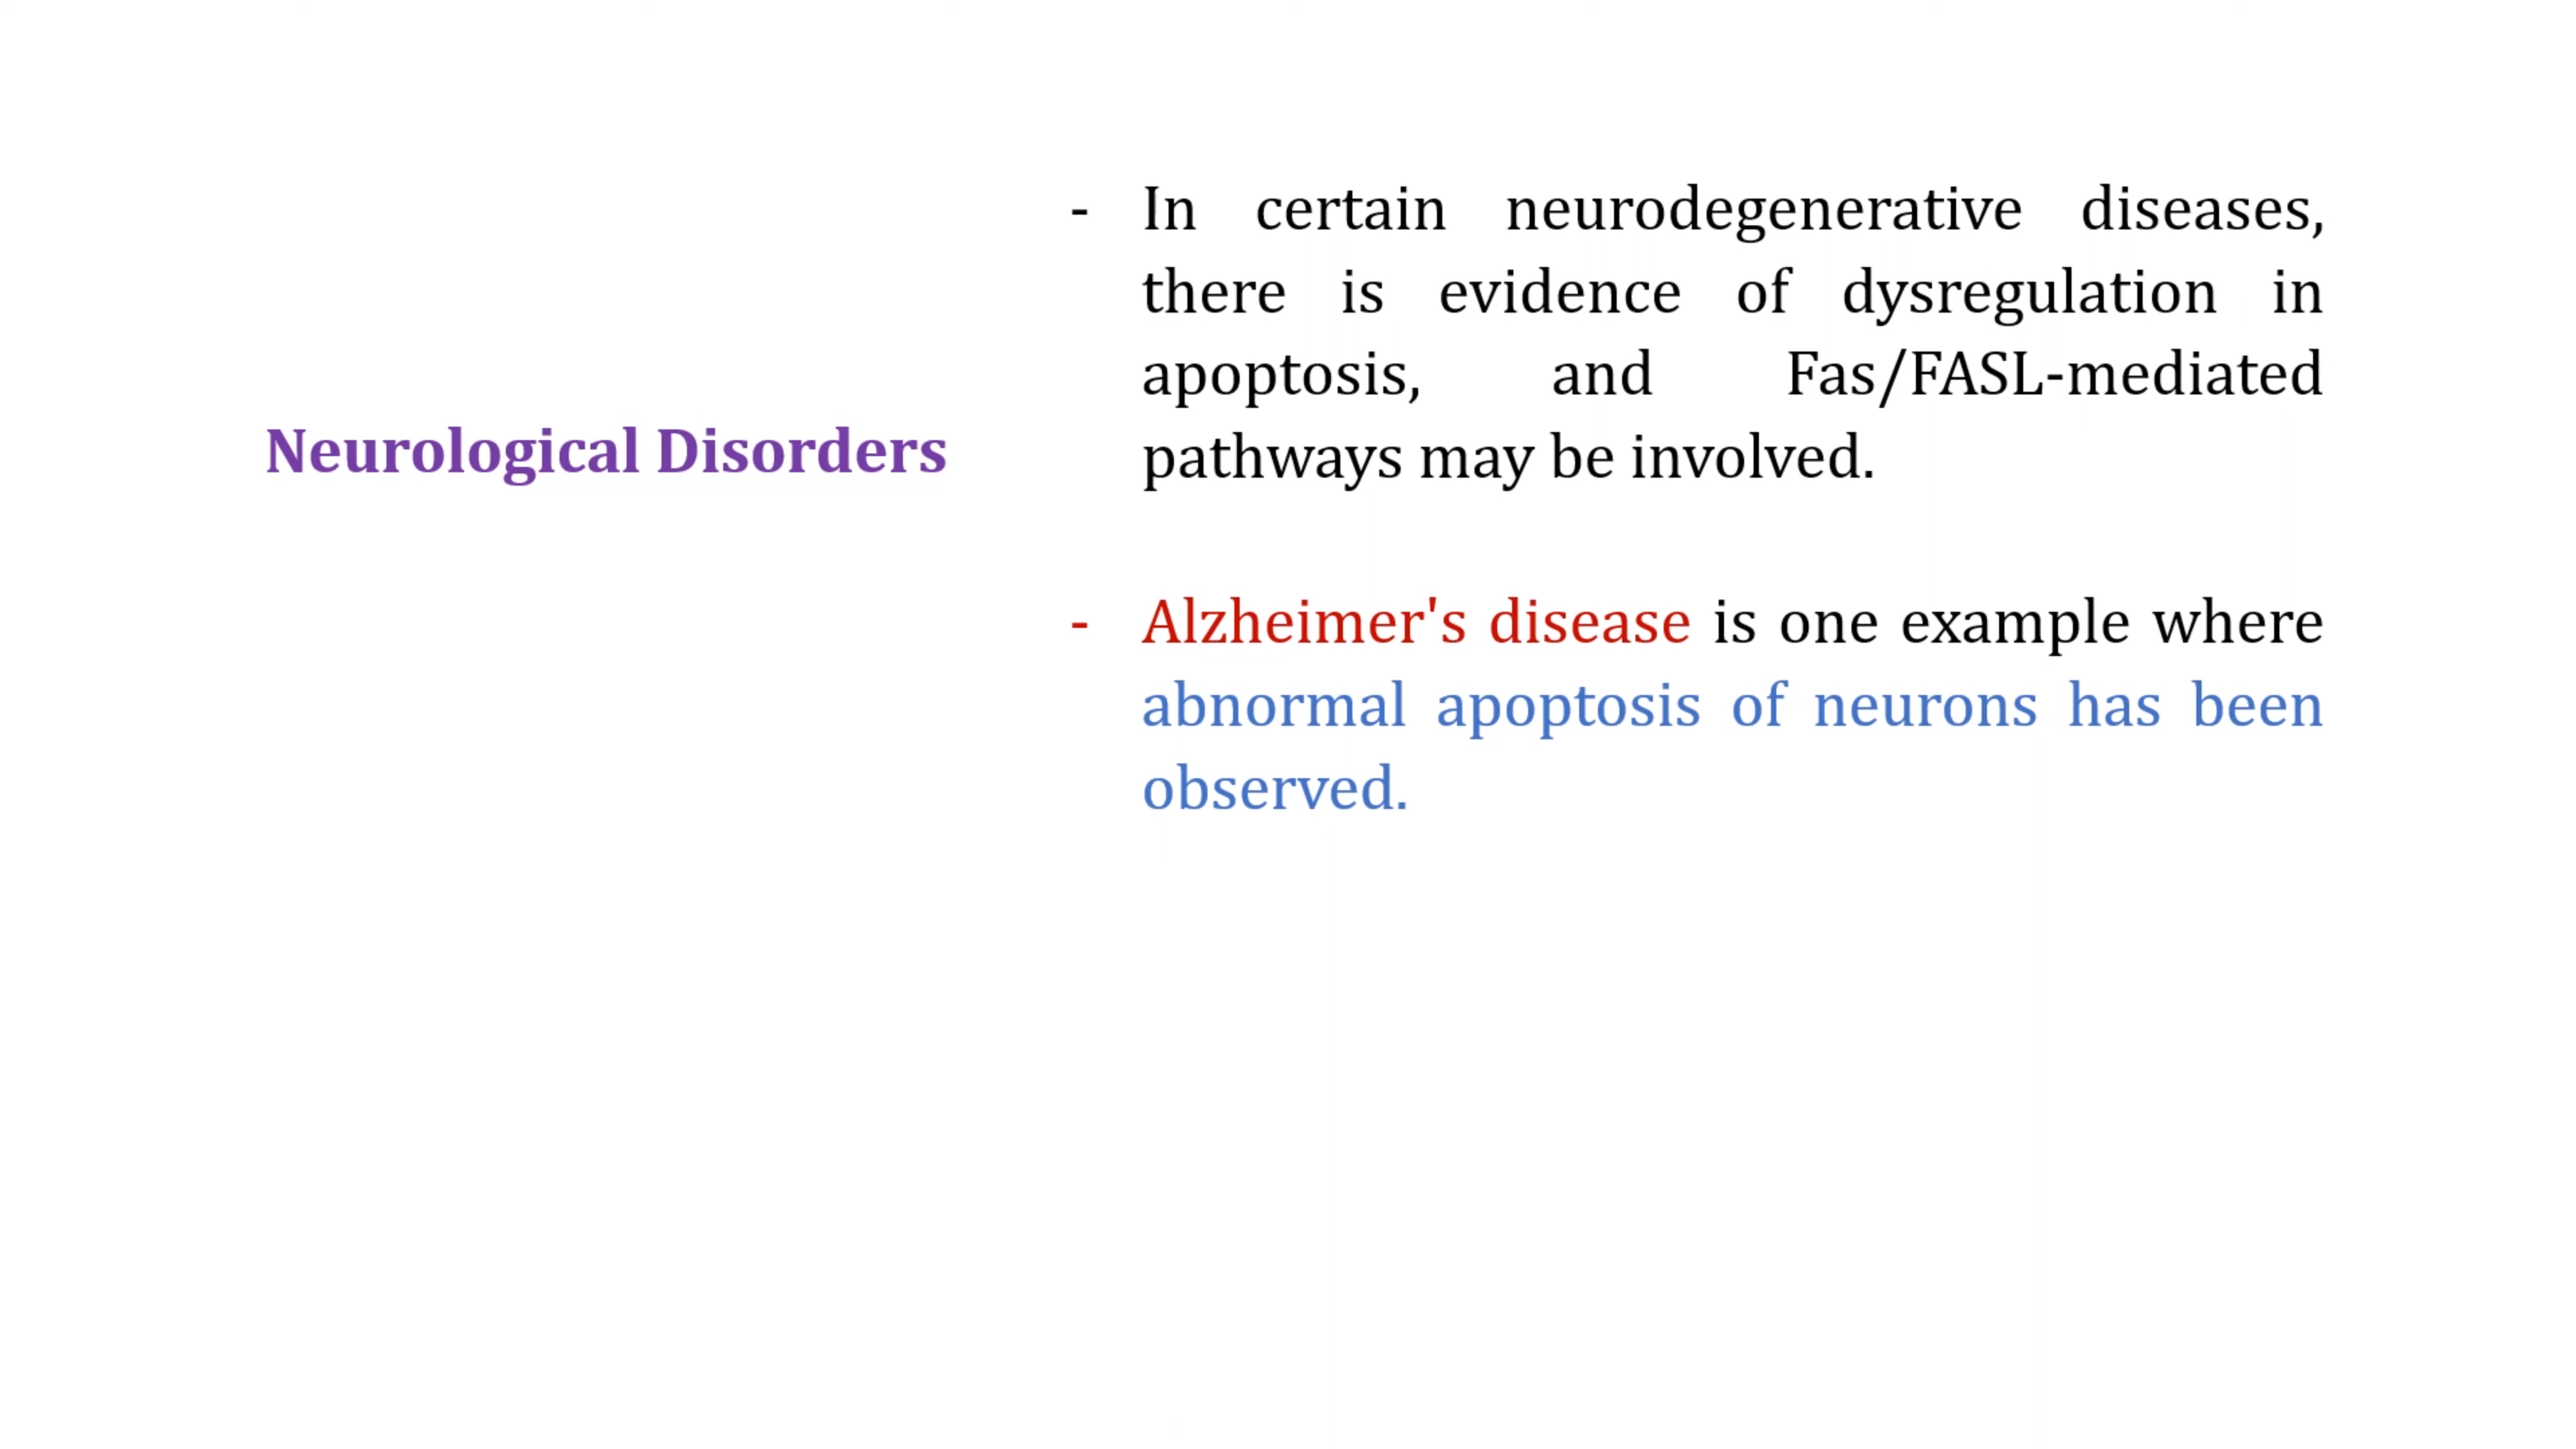 Neurological Disorders
- In certain neurodegenerative diseases,
there is evidence of dysregulation in
apoptosis, and Fas/FASL-mediated
pathways may be involved.
- Alzheimer's disease is one example where
abnormal apoptosis of neurons has been
observed.